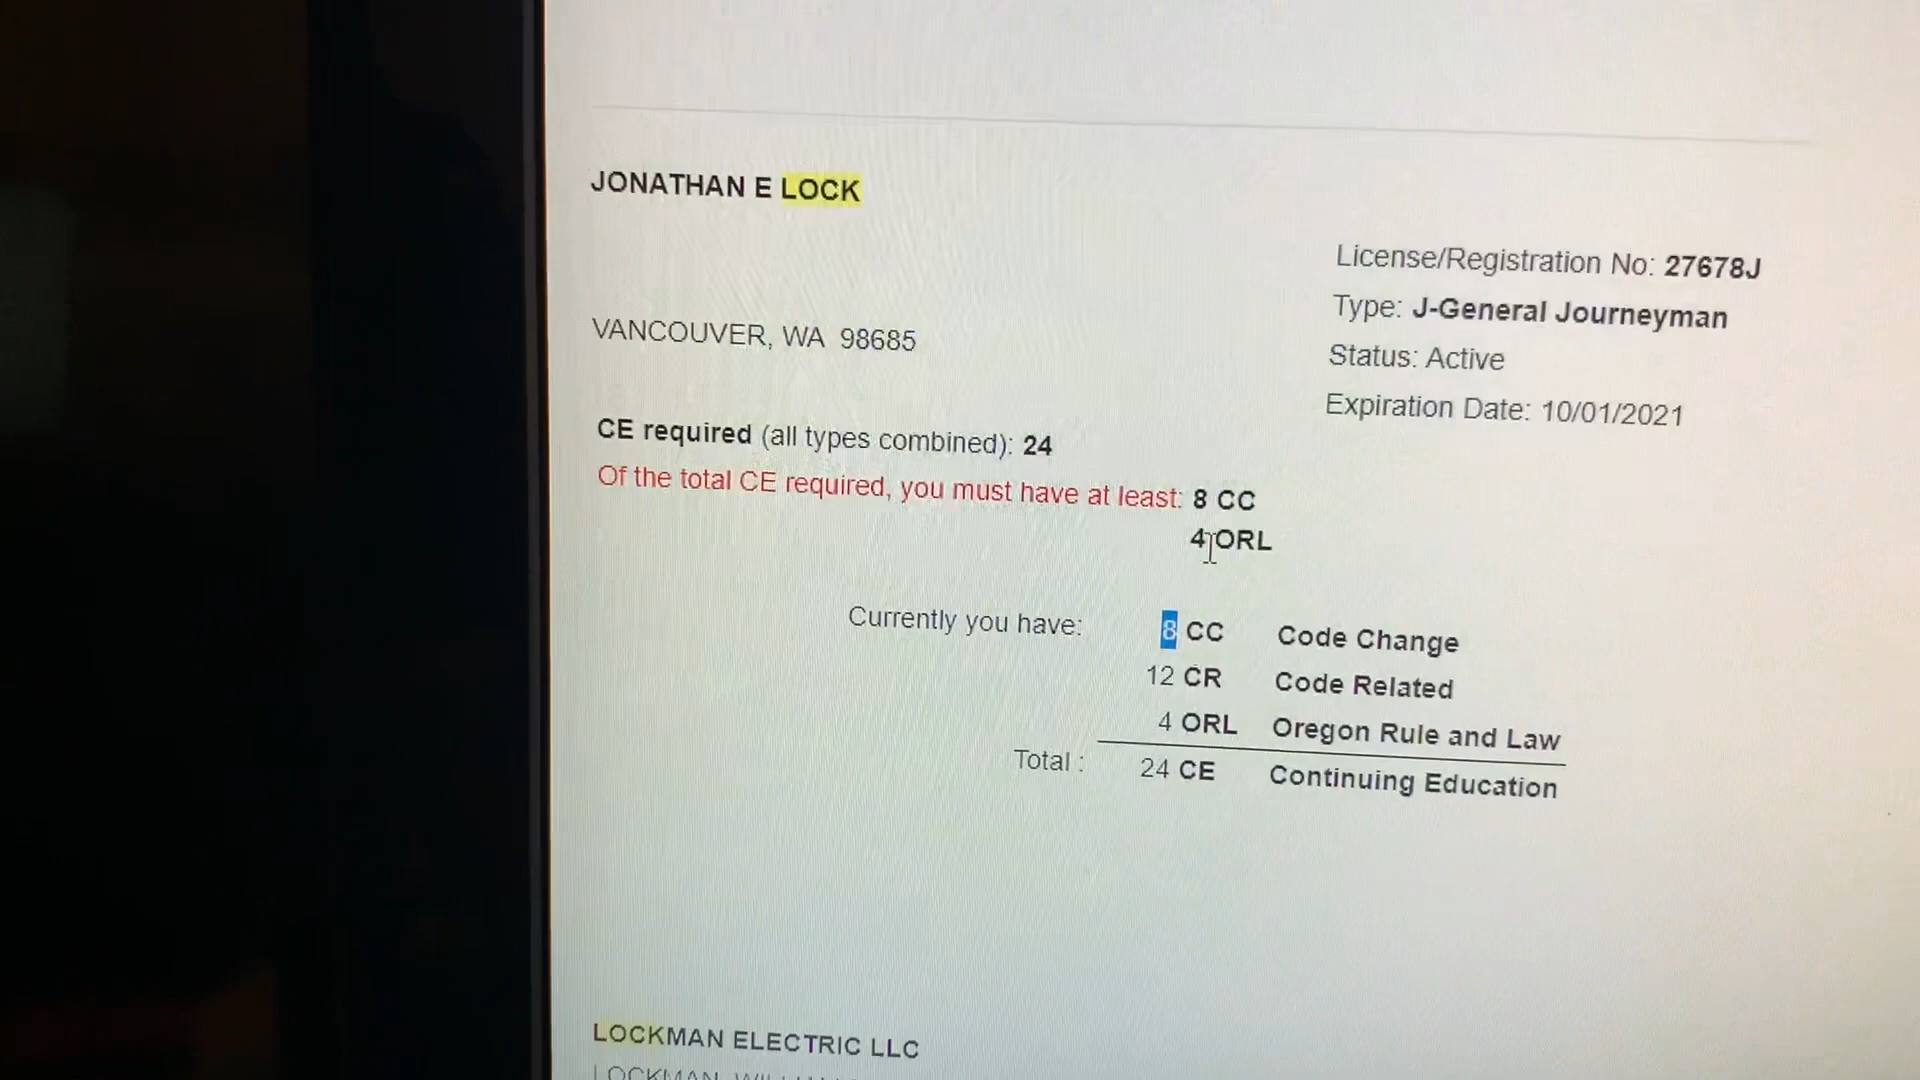 JONATHAN E LOCK
License/Registration No: 27678J
Type: J-General Journeyman
VANCOUVER, WA 98685
Status: Active
Expiration Date: 10/01/2021
CE required (all types combined): 24
Of the total CE required, you must have at least: 8 CC
4 ORL
Currently you have: 8 CC Code Change
12 CR Code Related
4 ORL Oregon Rule and Law
Total : 24 CE Continuing Education
LOCKMAN ELECTRIC LLC
LOCKMAN,